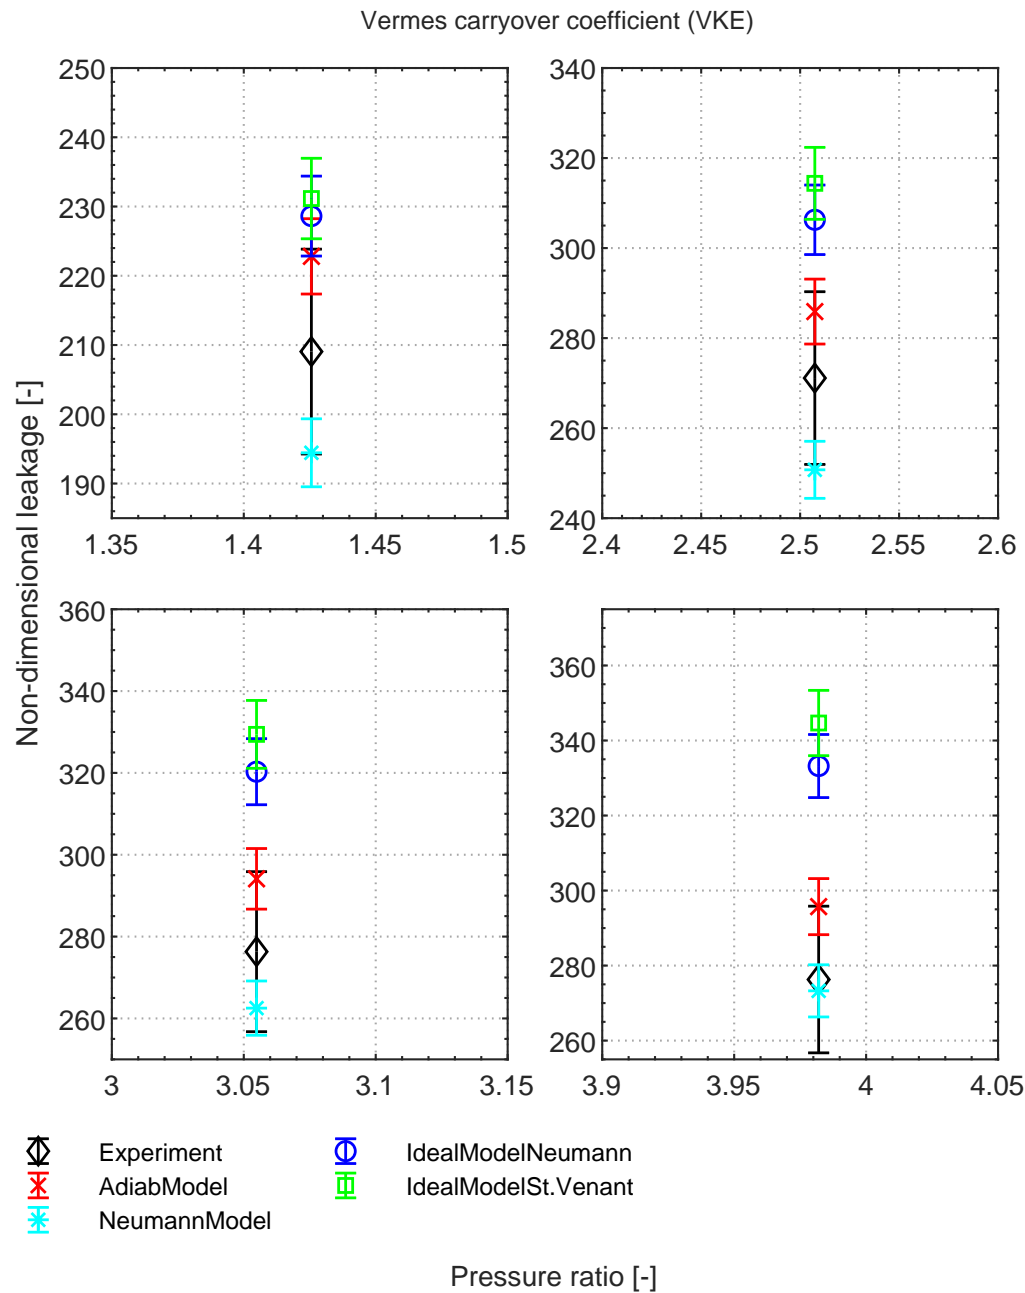 Vermes carryover coefficient (VKE)
Non-dimensional leakage [-]
250
240
230
220
210
200
190
1.35 1.4 1.45 1.5
340
320
300
280
260
240
2.4 2.45 2.5 2.55 2.6
360
340
320
300
280
260
3 3.05 3.1 3.15
360
340
320
300
280
260
3.9 3.95 4 4.05
Experiment
AdiabModel
NeumannModel
IdealModelNeumann
IdealModelSt.Venant
Pressure ratio [-]